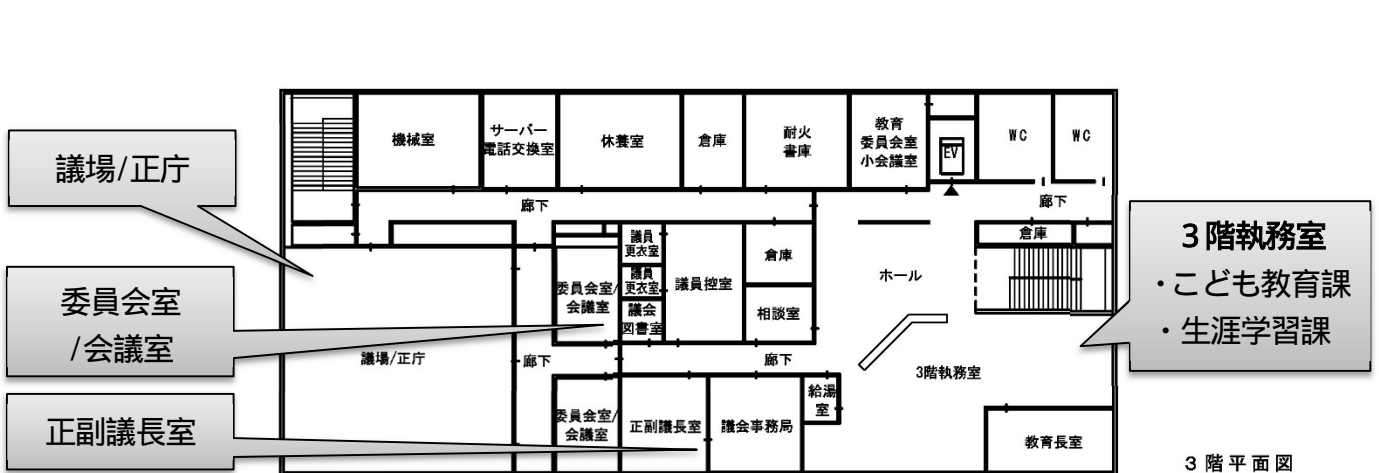 議場/正庁
委員会室
/会議室
正副議長室
機械室
サーバー
電話交換室
休養室
倉庫
耐火
書庫
教育
委員会室
小会議室
EV
WC
WC
廊下
廊下
倉庫
議員
更衣室
議員
更衣室
議会
図書室
議員控室
倉庫
相談室
ホール
委員会室/
会議室
議場/正庁
廊下
廊下
3階執務室
給湯
室
委員会室/
会議室
正副議長室
議会事務局
教育長室
3階執務室
・こども教育課
・生涯学習課
3階平面図